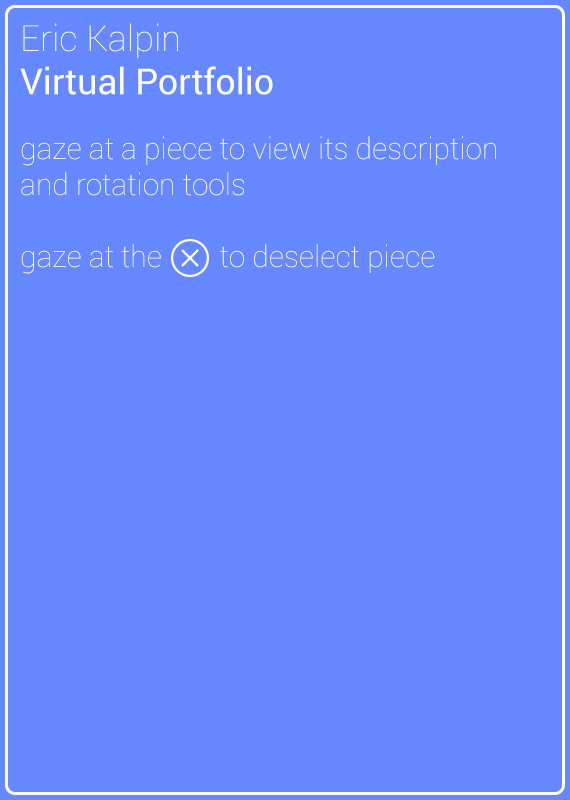 Eric Kalpin
Virtual Portfolio
gaze at a piece to view its description
and rotation tools
gaze at the to deselect piece